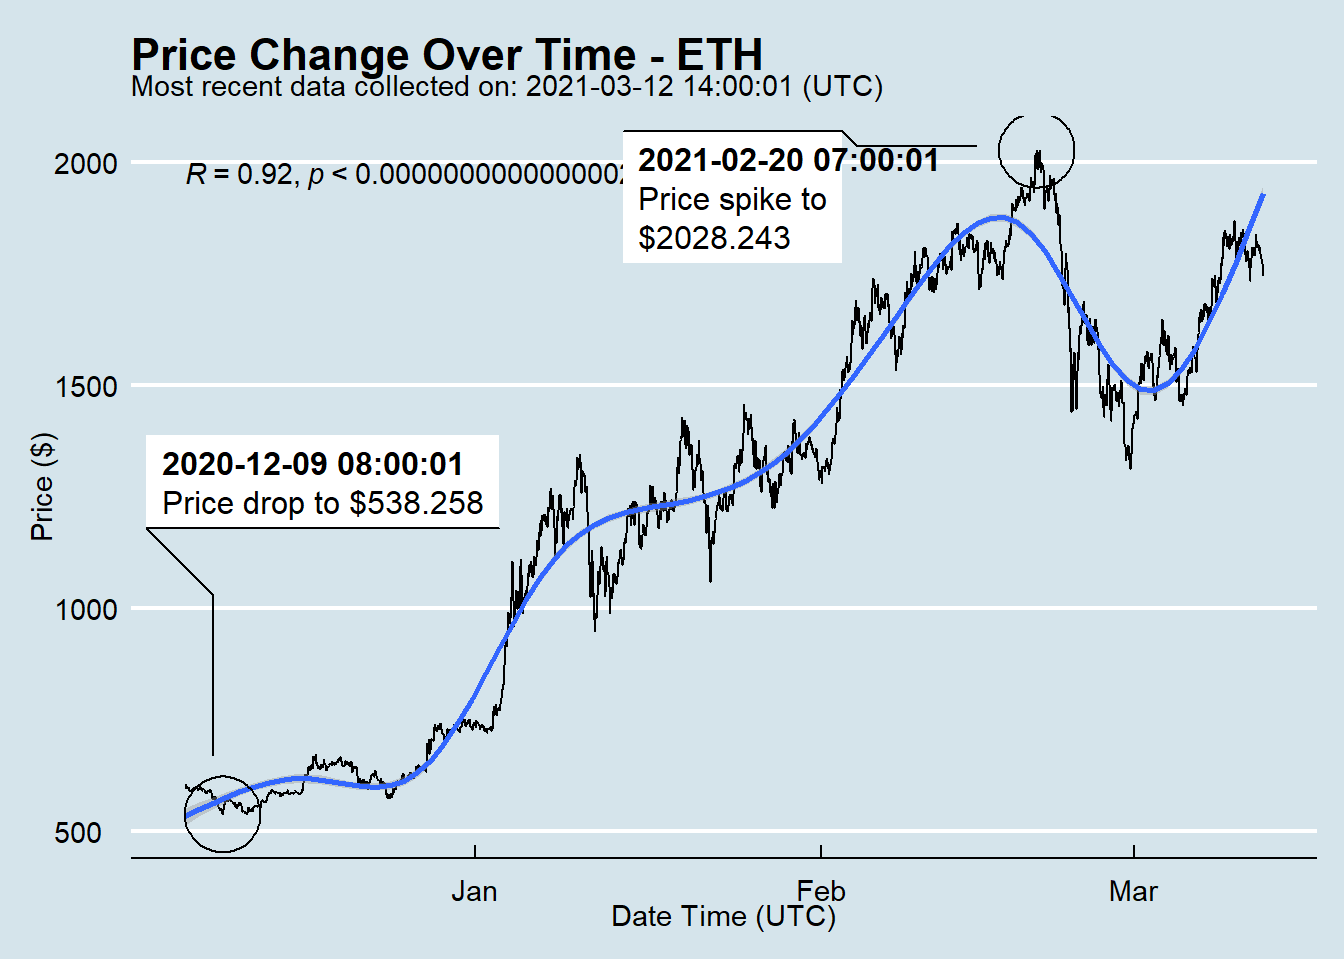 Price Change Over Time - ETH
Most recent data collected on: 2021-03-12 14:00:01 (UTC)
R = 0.92, p < 0.000000000000000
2021-02-20 07:00:01
Price spike to
$2028.243
2020-12-09 08:00:01
Price drop to $538.258
Price ($)
2000
1500
1000
500
Jan Feb Mar
Date Time (UTC)